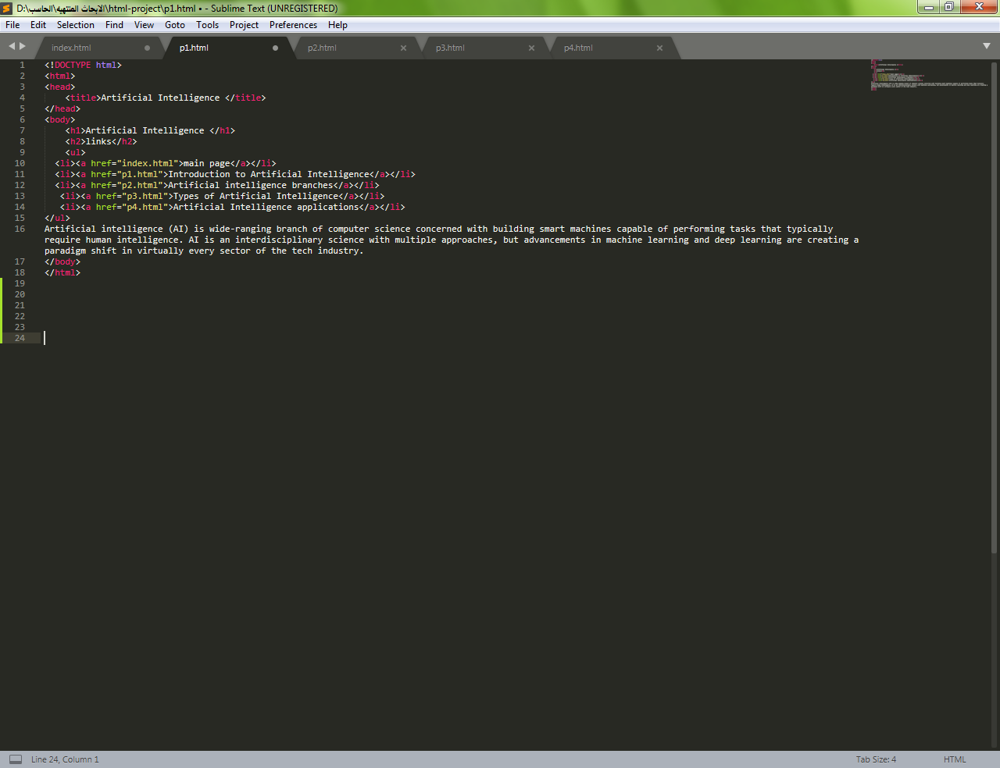 D:\الابحاث المنتهيه\الحاسب\html-project\p1.html • - Sublime Text (UNREGISTERED)
File Edit Selection Find View Goto Tools Project Preferences Help
index.html p1.html p2.html p3.html p4.html
1 <!DOCTYPE html>
2 <html>
3 <head>
4     <title>Artificial Intelligence </title>
5 </head>
6 <body>
7     <h1>Artificial Intelligence </h1>
8     <h2>links</h2>
9     <ul>
10   <li><a href="index.html">main page</a></li>
11   <li><a href="p1.html">Introduction to Artificial Intelligence</a></li>
12   <li><a href="p2.html">Artificial intelligence branches</a></li>
13    <li><a href="p3.html">Types of Artificial Intelligence</a></li>
14    <li><a href="p4.html">Artificial Intelligence applications</a></li>
15 </ul>
16 Artificial intelligence (AI) is wide-ranging branch of computer science concerned with building smart machines capable of performing tasks that typically
require human intelligence. AI is an interdisciplinary science with multiple approaches, but advancements in machine learning and deep learning are creating a
paradigm shift in virtually every sector of the tech industry.
17 </body>
18 </html>
19
20
21
22
23
24
Line 24, Column 1 Tab Size: 4 HTML